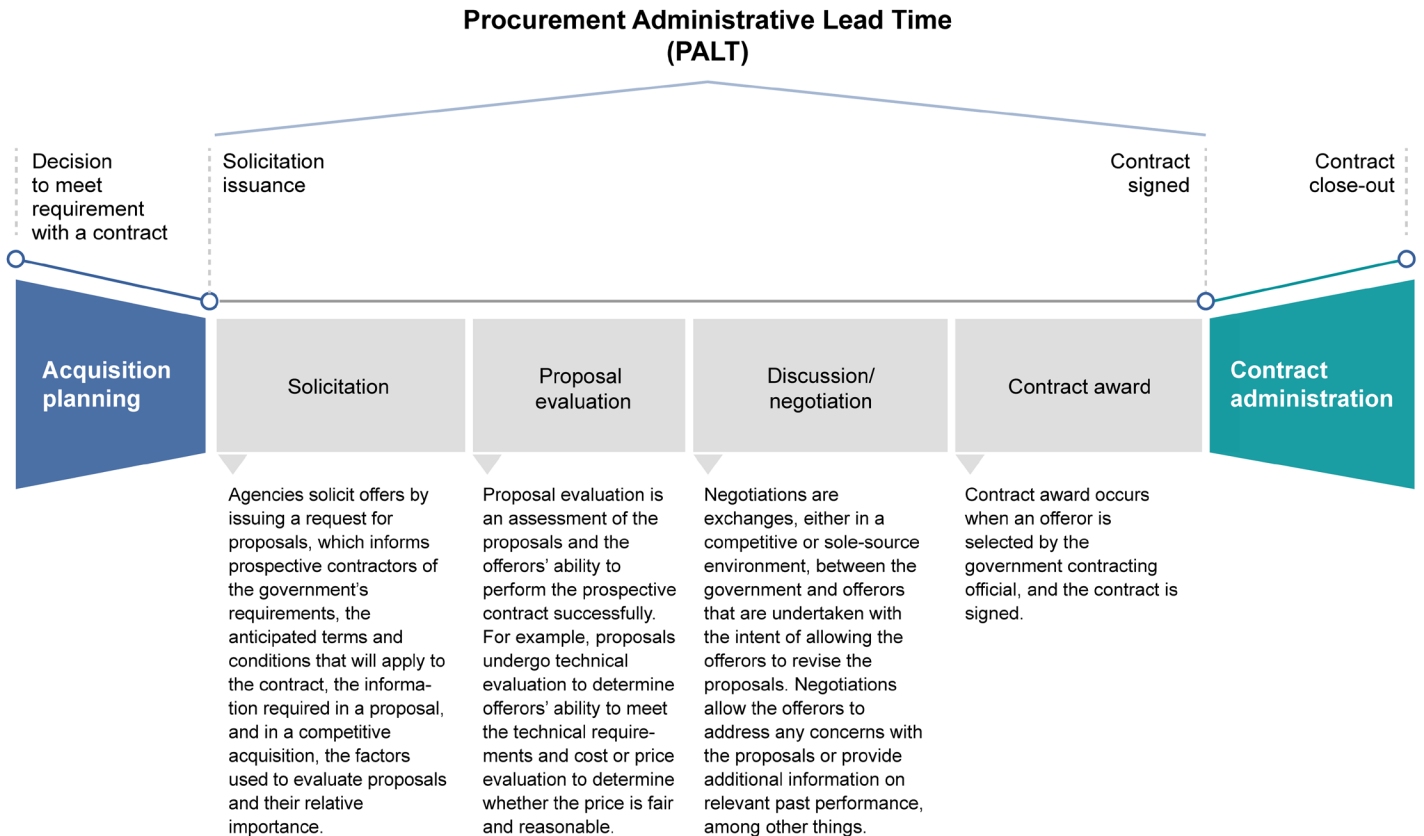 Procurement Administrative Lead Time
(PALT)
Decision
to meet
requirement
with a contract
Solicitation
issuance
Contract
signed
Contract
close-out
Acquisition
planning
Solicitation
Proposal
evaluation
Discussion/
negotiation
Contract award
Contract
administration
Agencies solicit offers by
issuing a request for
proposals, which informs
prospective contractors of
the government’s
requirements, the
anticipated terms and
conditions that will apply to
the contract, the informa-
tion required in a proposal,
and in a competitive
acquisition, the factors
used to evaluate proposals
and their relative
importance.
Proposal evaluation is
an assessment of the
proposals and the
offerors’ ability to
perform the prospective
contract successfully.
For example, proposals
undergo technical
evaluation to determine
offerors’ ability to meet
the technical require-
ments and cost or price
evaluation to determine
whether the price is fair
and reasonable.
Negotiations are
exchanges, either in a
competitive or sole-source
environment, between the
government and offerors
that are undertaken with
the intent of allowing the
offerors to revise the
proposals. Negotiations
allow the offerors to
address any concerns with
the proposals or provide
additional information on
relevant past performance,
among other things.
Contract award occurs
when an offeror is
selected by the
government contracting
official, and the contract is
signed.